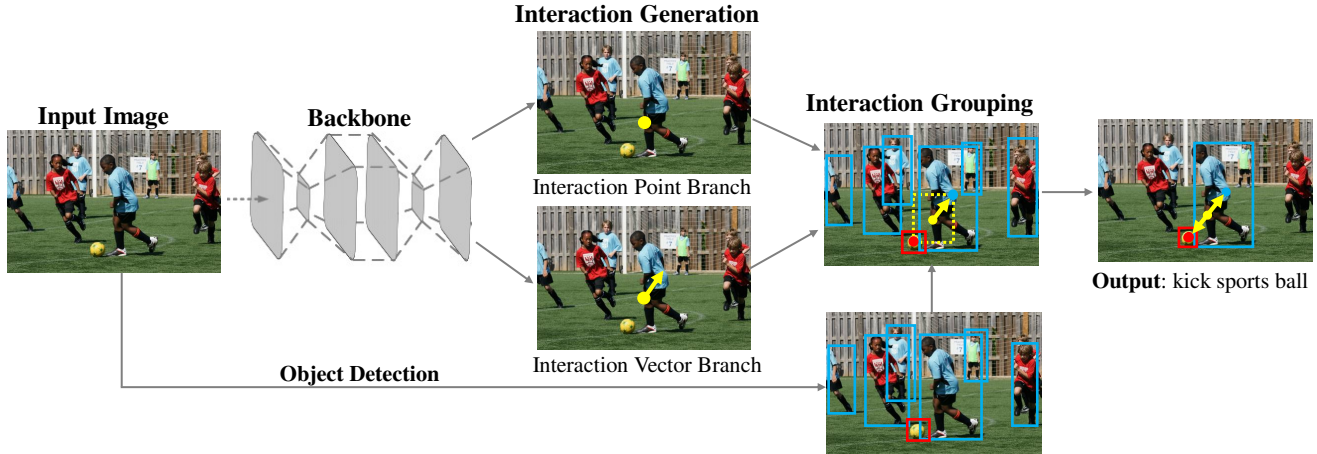 Interaction Generation
Input Image
Backbone
Interaction Point Branch
Interaction Vector Branch
Interaction Grouping
Object Detection
Output: kick sports ball